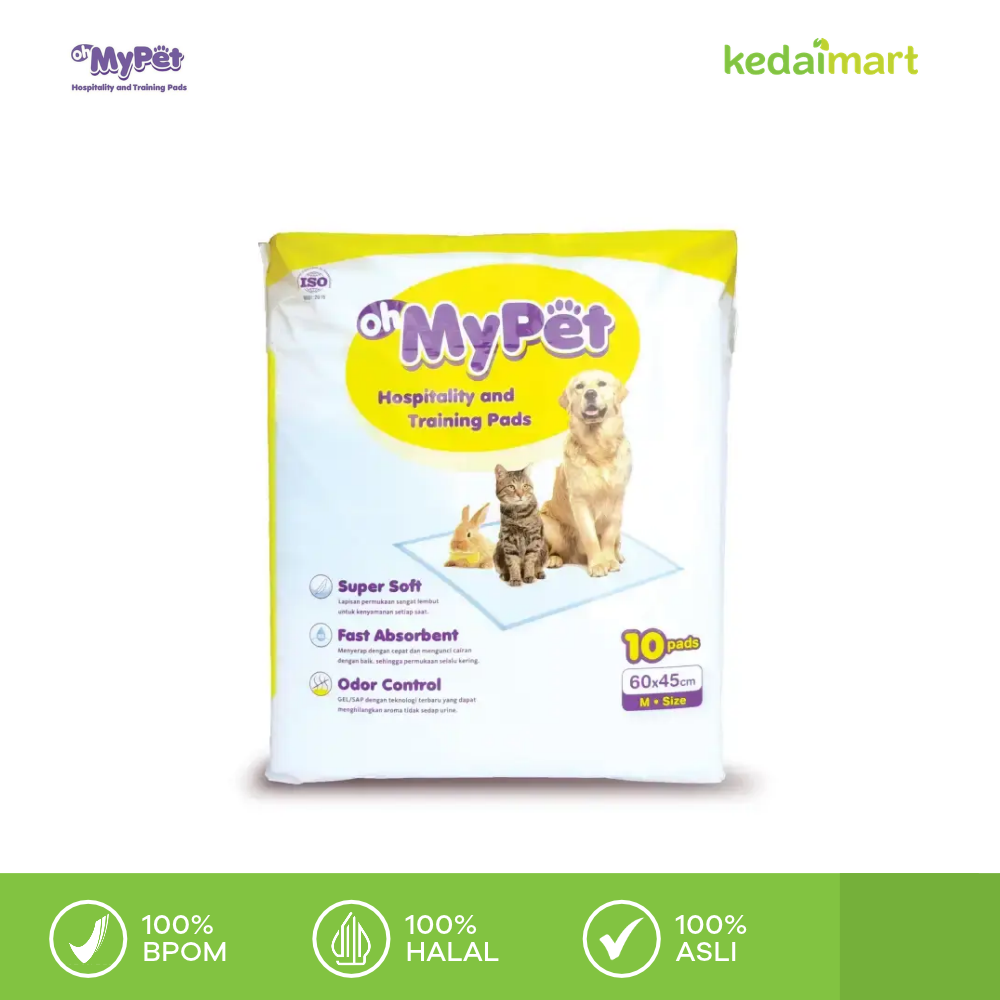 oh MyPet
Hospitality and Training Pads
kedaimart
ISO
oh MyPet
Hospitality and
Training Pads
Super Soft
Lapisan permukaan sangat lembut
untuk kenyamanan setiap saat.
Fast Absorbent
Menyerap dengan cepat dan mengunci cairan
dengan baik, sehingga permukaan selalu kering.
Odor Control
GEL/SAP dengan teknologi terbaru yang dapat
menghilangkan aroma tidak sedap urine.
10 pads
60x45cm
M • Size
100%
BPOM
100%
HALAL
100%
ASLI